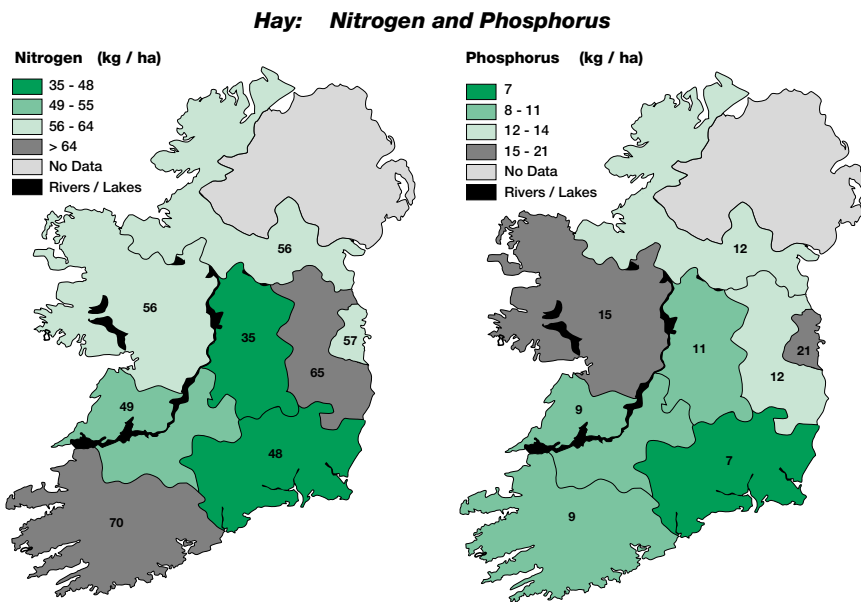 Hay: Nitrogen and Phosphorus
Nitrogen (kg / ha)
35 - 48
49 - 55
56 - 64
> 64
No Data
Rivers / Lakes
56
56
35
57
65
49
48
70
Phosphorus (kg / ha)
7
8 - 11
12 - 14
15 - 21
No Data
Rivers / Lakes
12
15
11
21
12
9
7
9